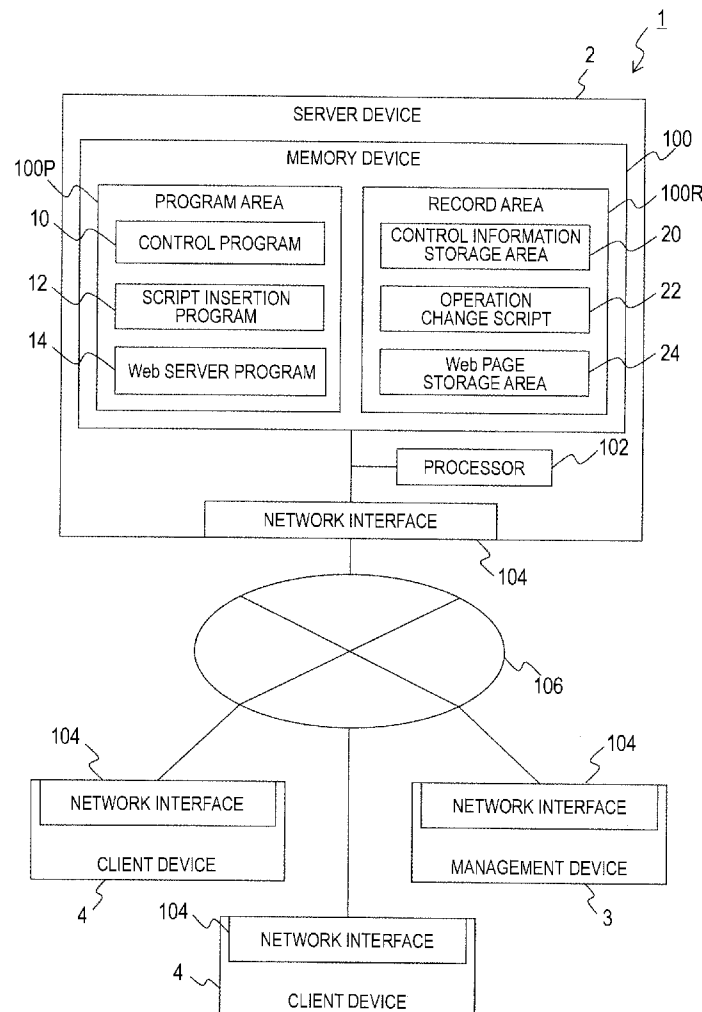 1
2
SERVER DEVICE
MEMORY DEVICE
100
100P
PROGRAM AREA
RECORD AREA
100R
10
CONTROL PROGRAM
CONTROL INFORMATION
STORAGE AREA
20
12
SCRIPT INSERTION
PROGRAM
OPERATION
CHANGE SCRIPT
22
14
Web SERVER PROGRAM
Web PAGE
STORAGE AREA
24
PROCESSOR
102
NETWORK INTERFACE
104
106
104
NETWORK INTERFACE
CLIENT DEVICE
4
104
NETWORK INTERFACE
MANAGEMENT DEVICE
3
104
NETWORK INTERFACE
4
CLIENT DEVICE